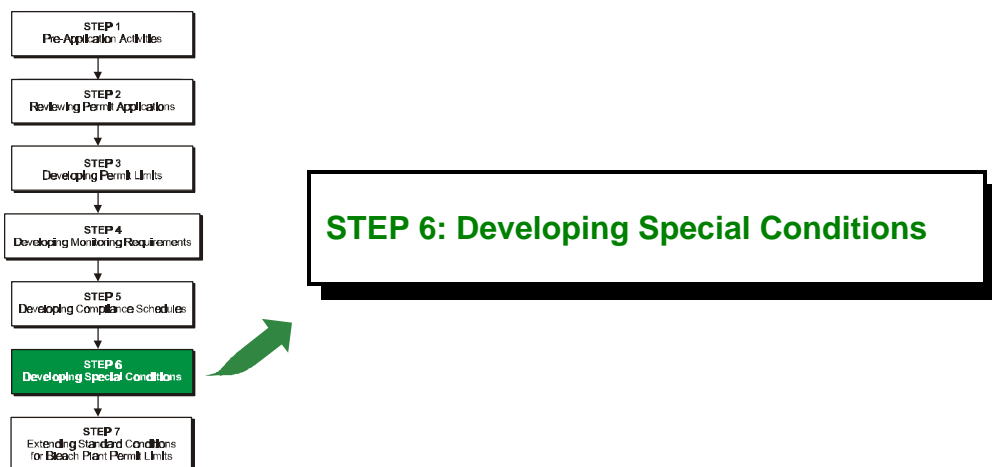 STEP 1
Pre-Application Activities
STEP 2
Reviewing Permit Applications
STEP 3
Developing Permit Limits
STEP 4
Developing Monitoring Requirements
STEP 5
Developing Compliance Schedules
STEP 6
Developing Special Conditions
STEP 7
Extending Standard Conditions
for Bleach Plant Permit Limits
STEP 6: Developing Special Conditions